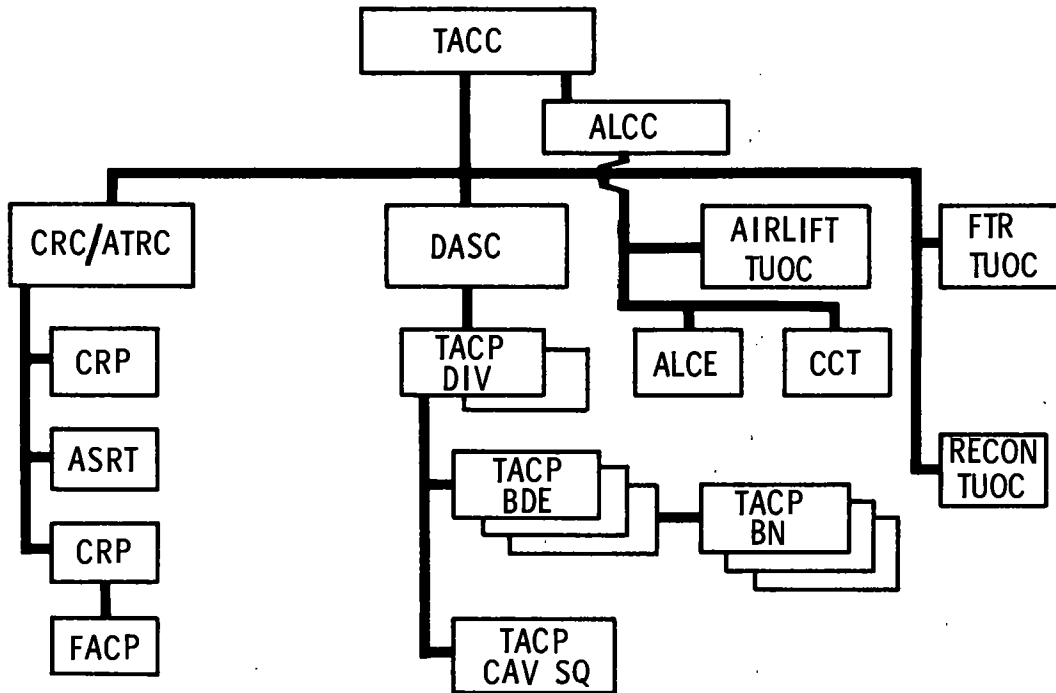 TACC
ALCC
CRC/ATRC
DASC
AIRLIFT
TUOC
FTR
TUOC
CRP
TACP
DIV
ALCE
CCT
ASRT
TACP
BDE
TACP
BN
RECON
TUOC
CRP
FACP
TACP
CAV SQ